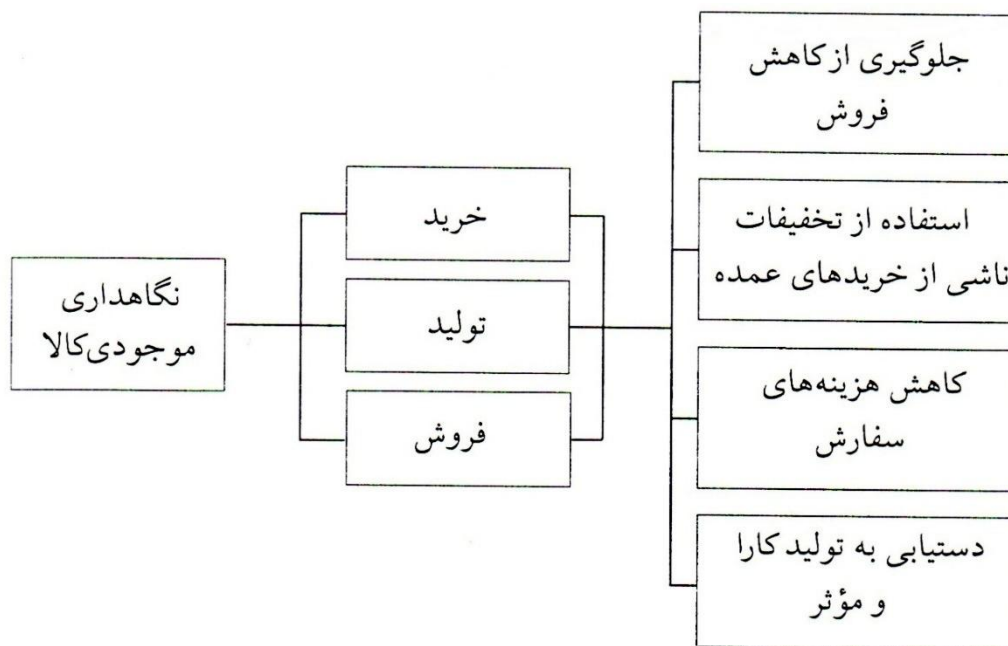 جلوگیری از کاهش
فروش
استفاده از تخفیفات
ناشی از خریدهای عمده
کاهش هزینه‌های
سفارش
دستیابی به تولید کارا
و مؤثر
خرید
تولید
فروش
نگاهداری
موجودی کالا